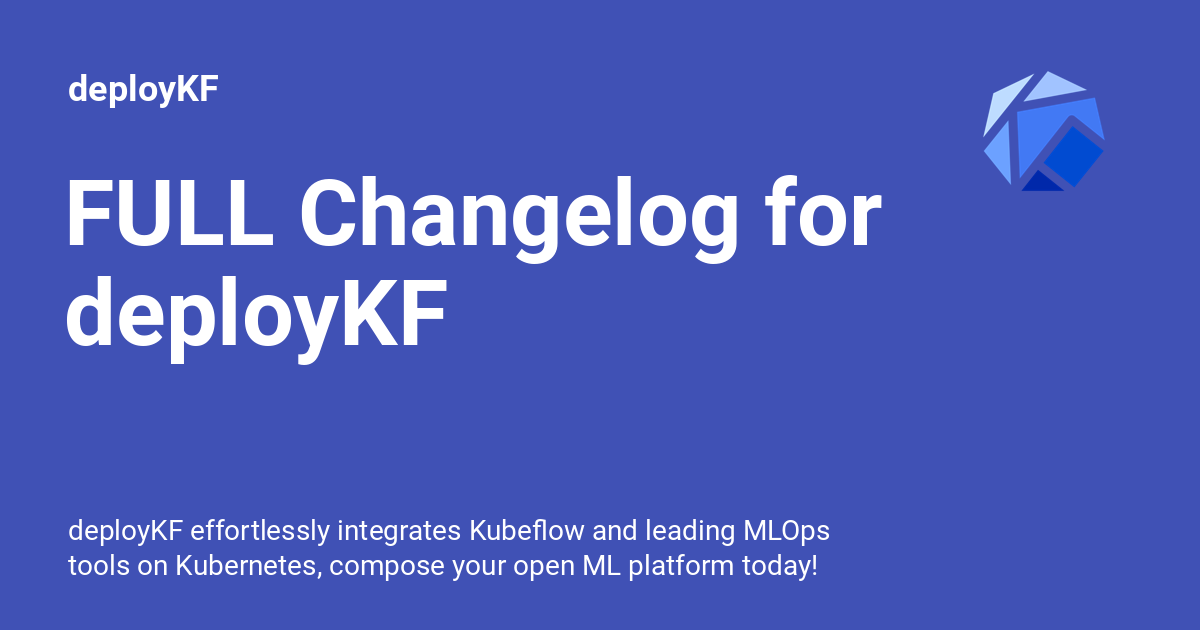 deployKF
FULL Changelog for
deployKF
deployKF effortlessly integrates Kubeflow and leading MLOps
tools on Kubernetes, compose your open ML platform today!